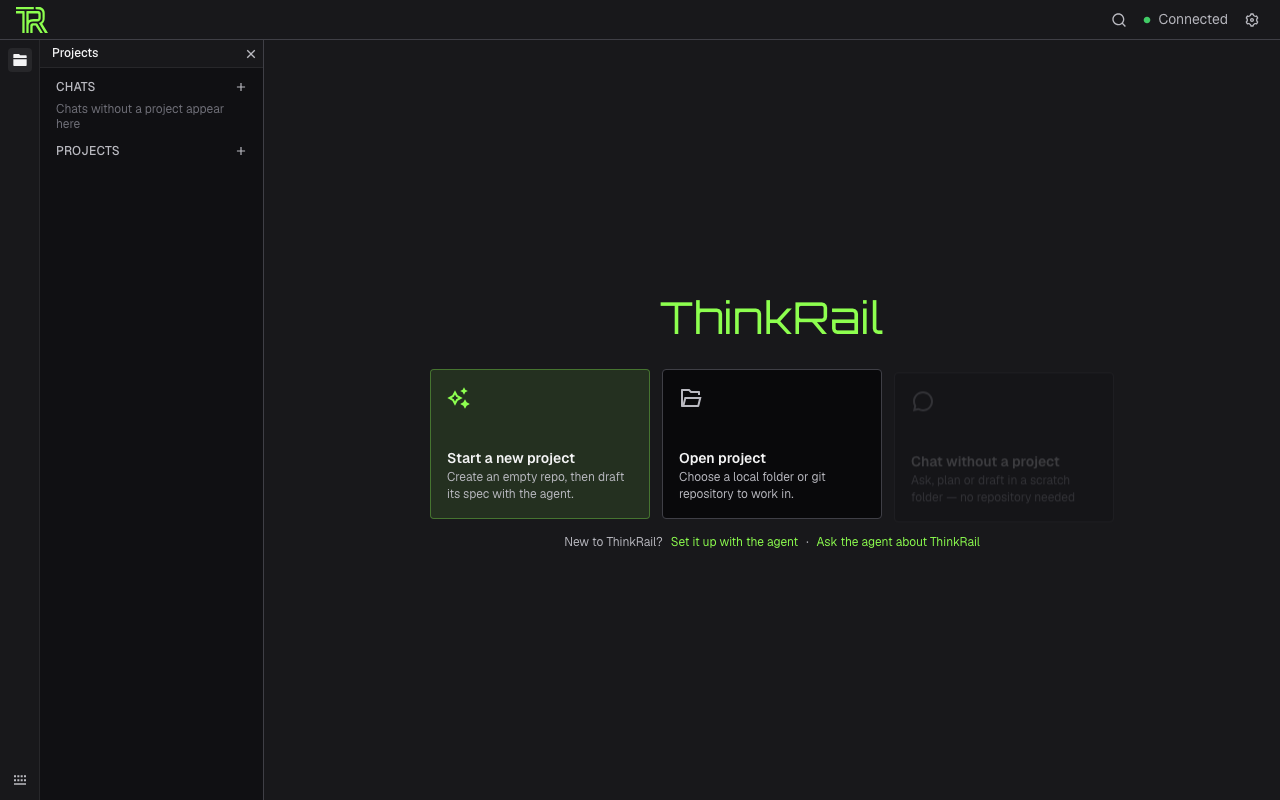 TR
Connected
Projects
CHATS
Chats without a project appear
here
PROJECTS
ThinkRail
Start a new project
Create an empty repo, then draft
its spec with the agent.
Open project
Choose a local folder or git
repository to work in.
Chat without a project
Ask, plan or draft in a scratch
folder — no repository needed
New to ThinkRail? Set it up with the agent · Ask the agent about ThinkRail